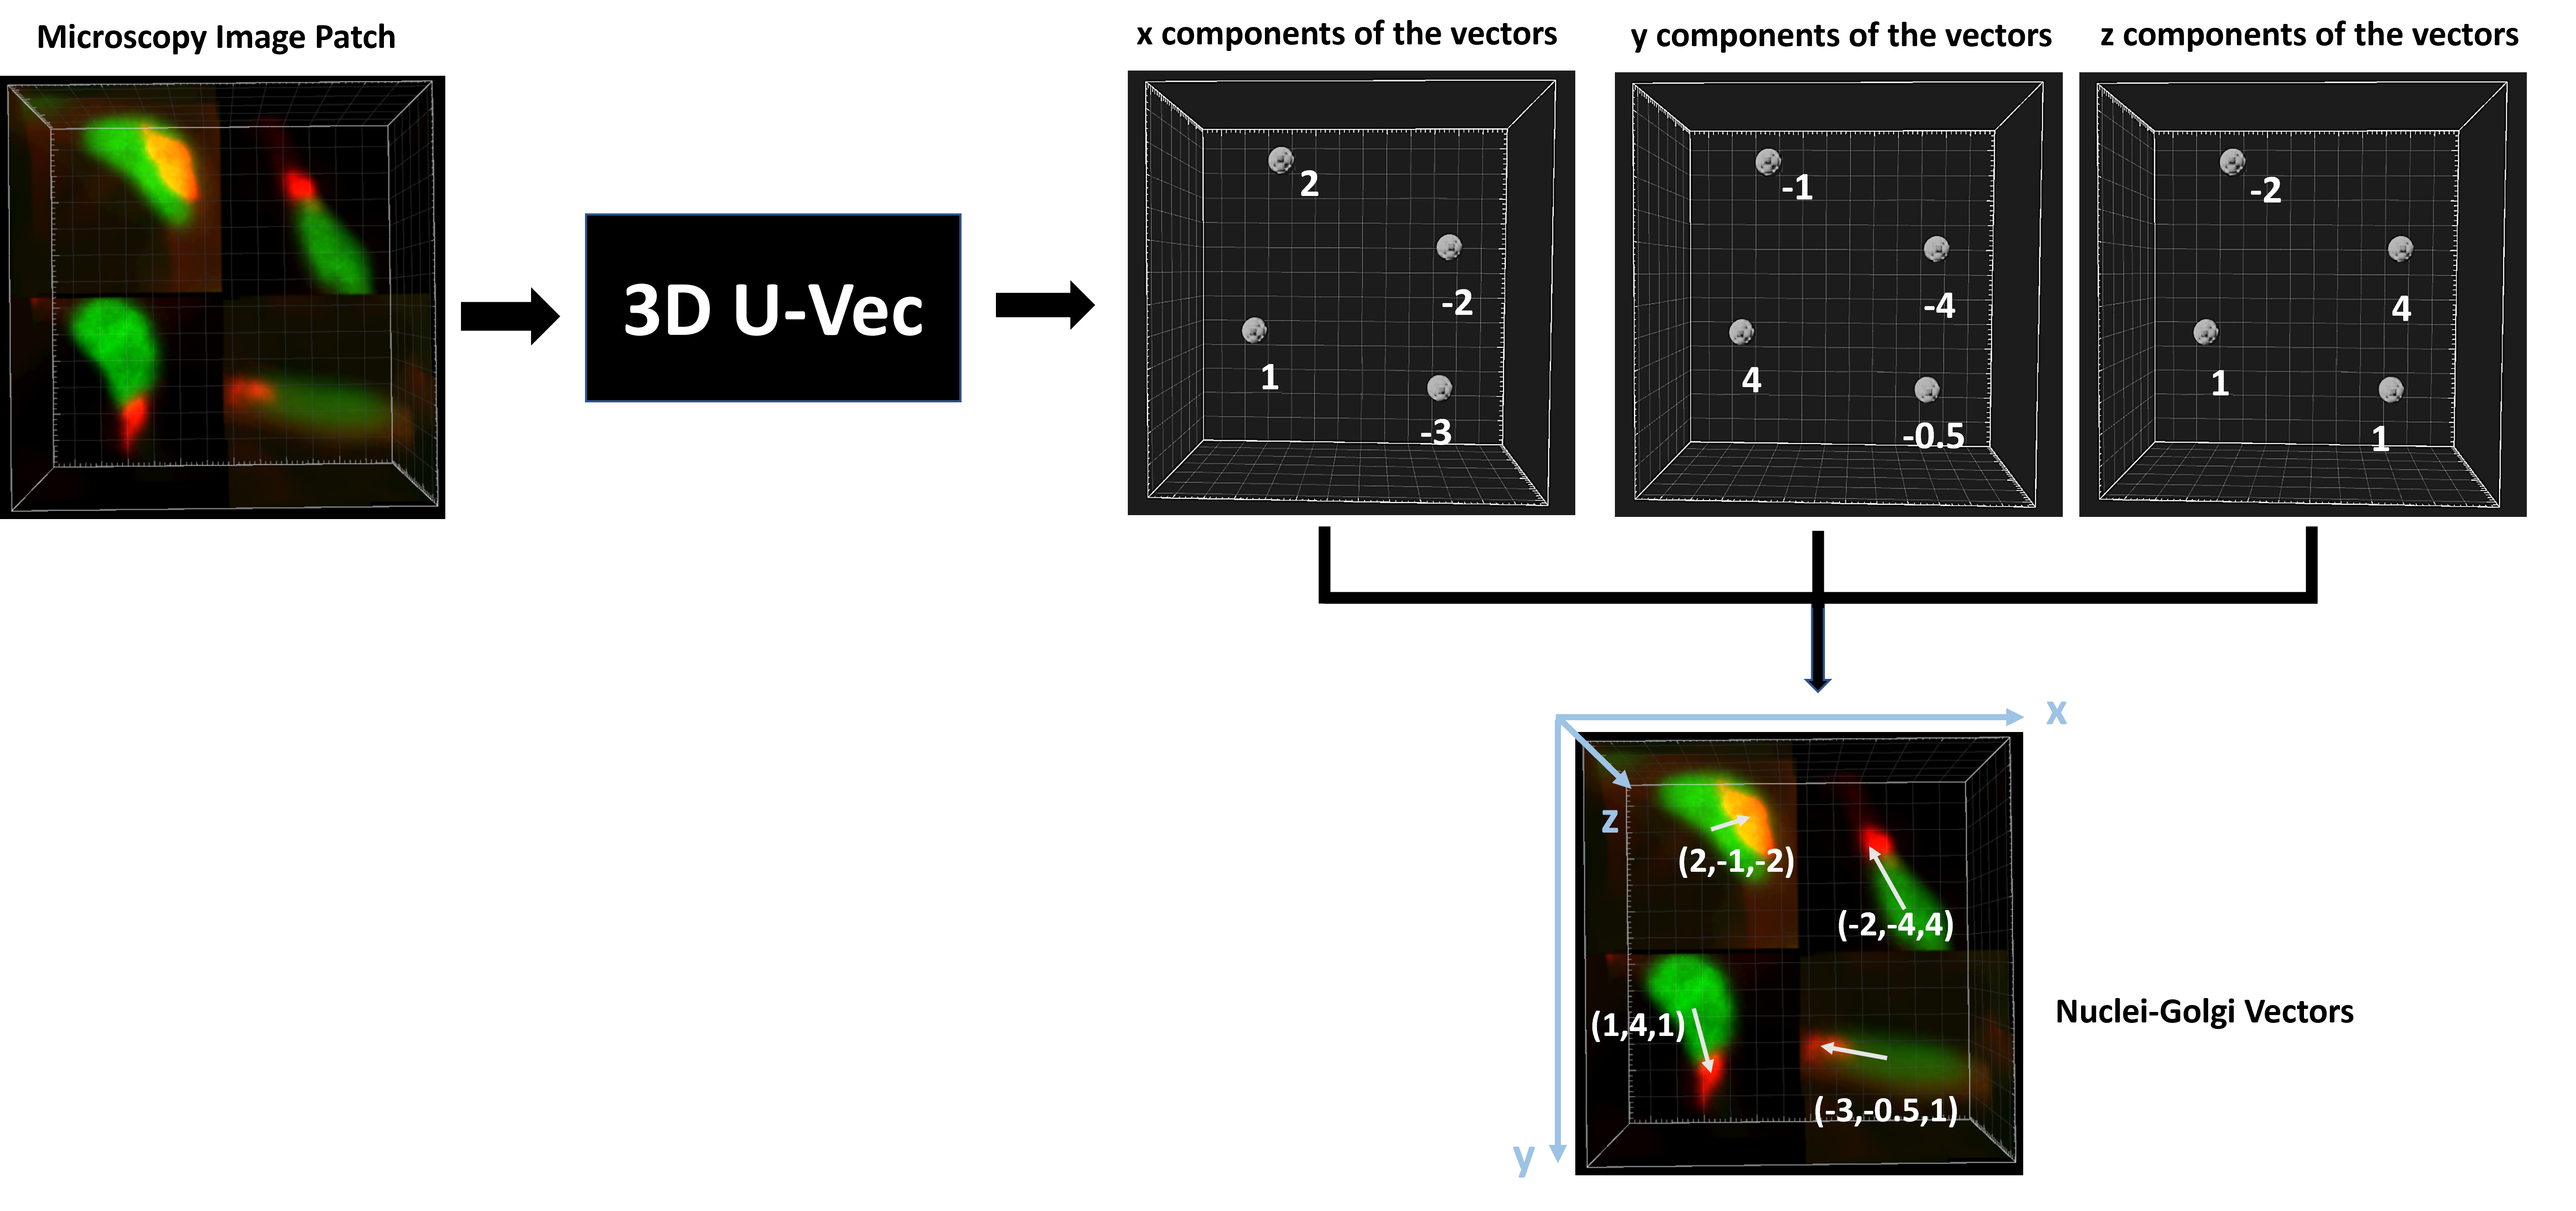 Microscopy Image Patch
x components of the vectors
y components of the vectors
z components of the vectors
3D U-Vec
2
-2
1
-3
-1
-4
4
-0.5
-2
4
1
1
x
z
y
(2,-1,-2)
(-2,-4,4)
(1,4,1)
(-3,-0.5,1)
Nuclei-Golgi Vectors